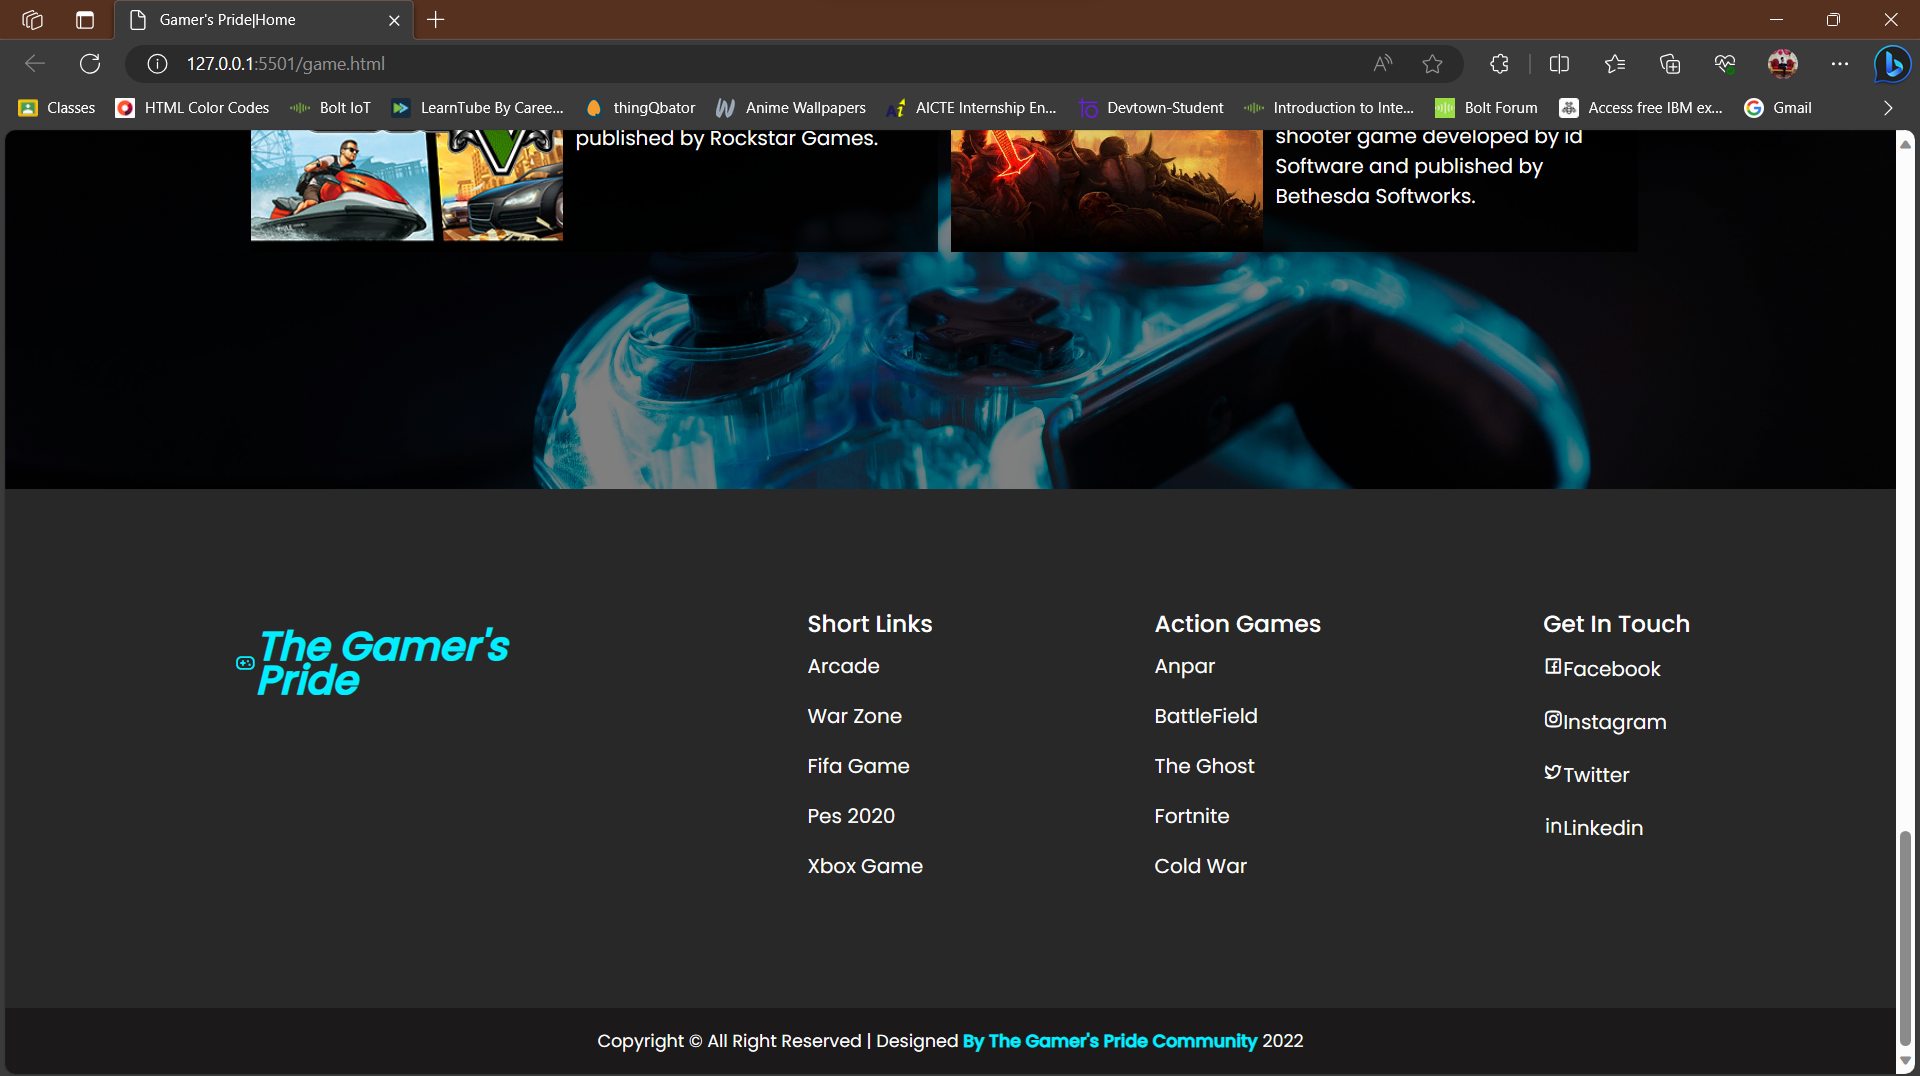 Gamer's Pride|Home
127.0.0.1:5501/game.html
Classes HTML Color Codes Bolt IoT LearnTube By Caree... thingQbator Anime Wallpapers AICTE Internship En... Devtown-Student Introduction to Inte... Bolt Forum Access free IBM ex... Gmail
published by Rockstar Games.
shooter game developed by id
Software and published by
Bethesda Softworks.
The Gamer's
Pride
Short Links
Arcade
War Zone
Fifa Game
Pes 2020
Xbox Game
Action Games
Anpar
BattleField
The Ghost
Fortnite
Cold War
Get In Touch
Facebook
Instagram
Twitter
Linkedin
Copyright © All Right Reserved | Designed By The Gamer's Pride Community 2022